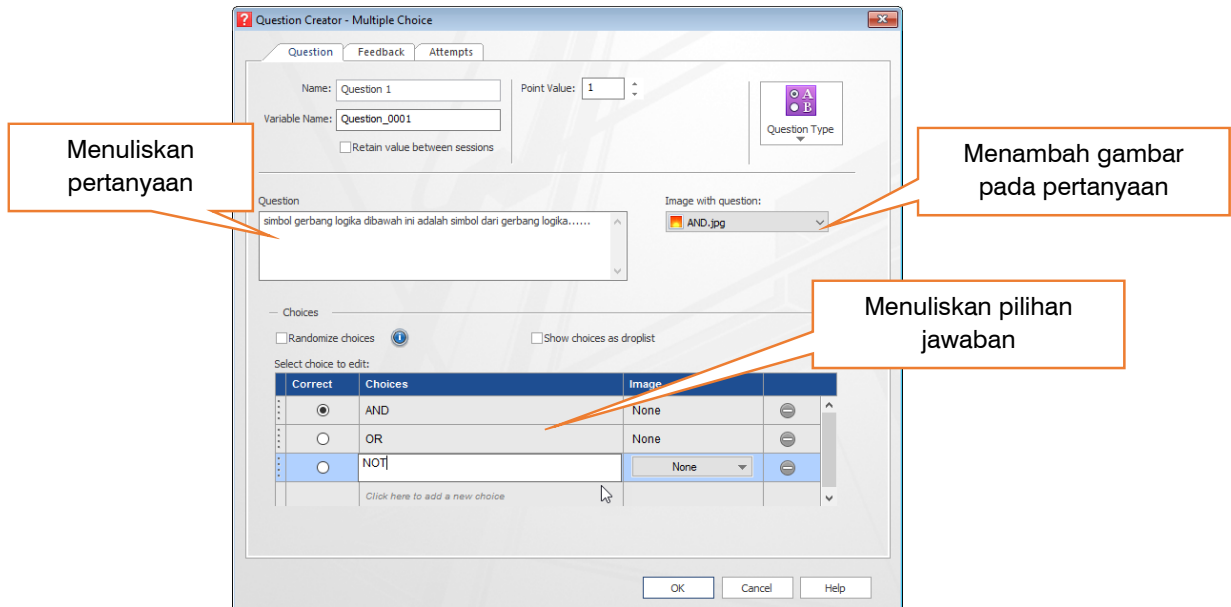 Question Creator - Multiple Choice
Question Feedback Attempts
Name: Question 1 Point Value: 1
Variable Name: Question_0001
Retain value between sessions
A
B
Question Type
Menuliskan
pertanyaan
Menambah gambar
pada pertanyaan
Question Image with question:
simbol gerbang logika dibawah ini adalah simbol dari gerbang logika...... AND.jpg
Menuliskan pilihan
jawaban
Choices
Randomize choices Show choices as droplist
Select choice to edit:
Correct Choices Image
AND None
OR None
NOT None
Click here to add a new choice
OK Cancel Help